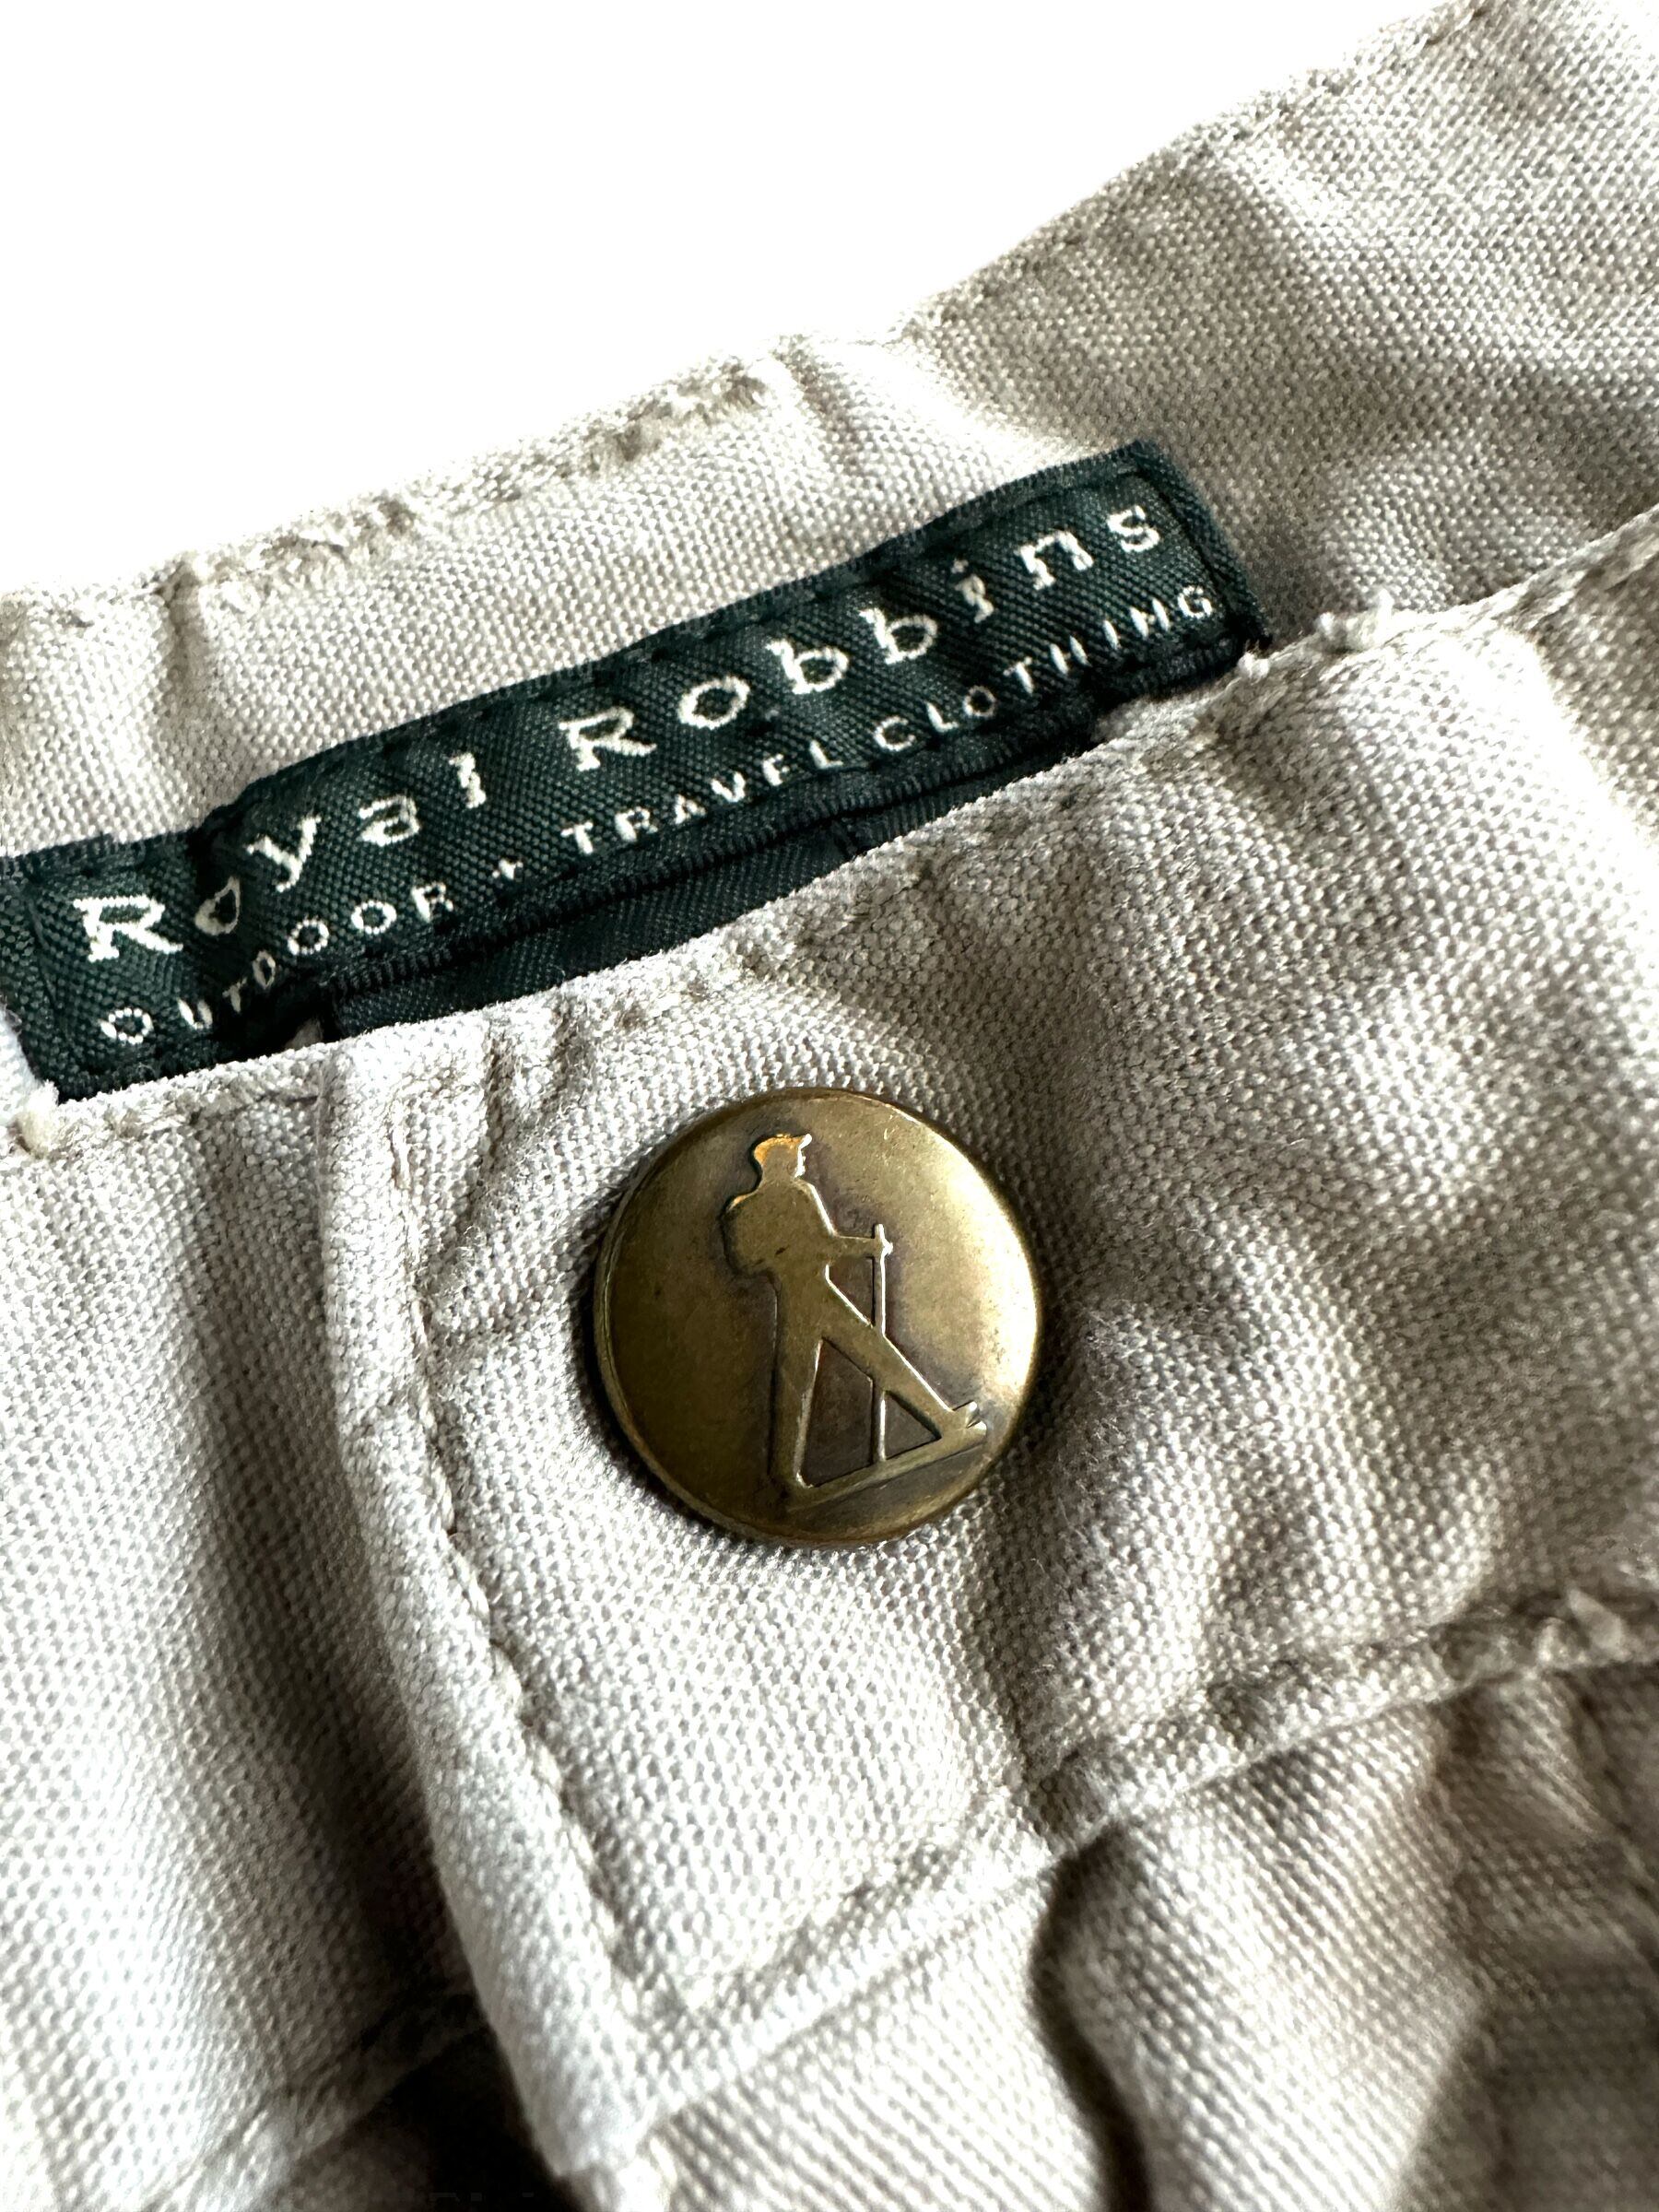 Royal Robbins
OUTDOOR + TRAVEL CLOTHING